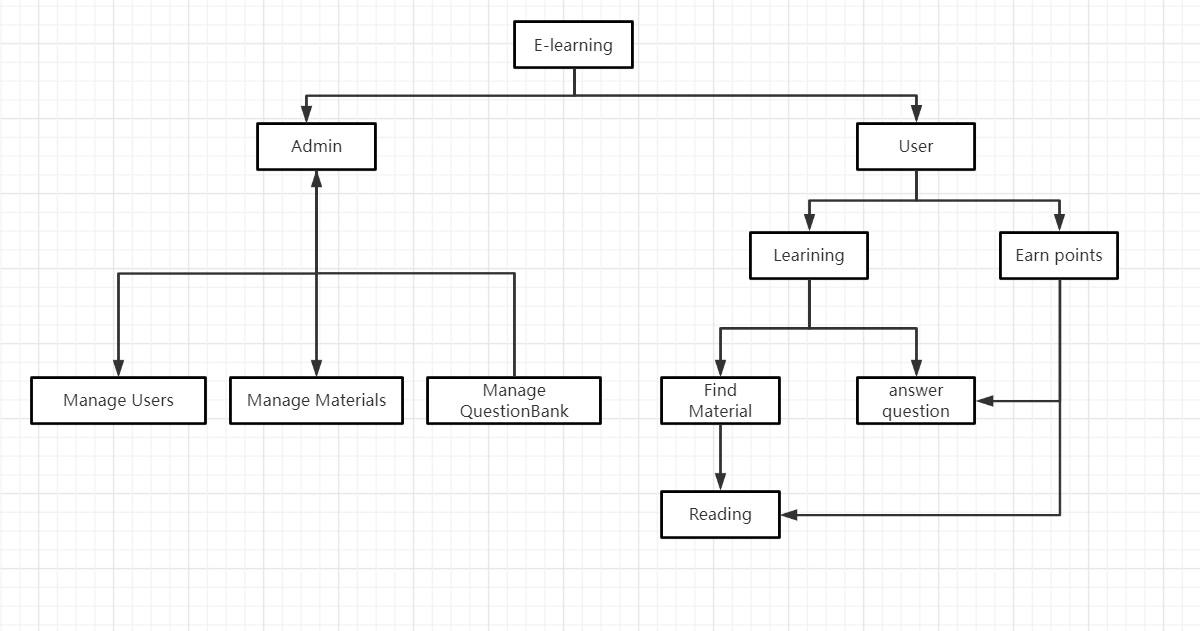 E-learning
Admin
User
Learining
Earn points
Manage Users
Manage Materials
Manage
QuestionBank
Find
Material
answer
question
Reading